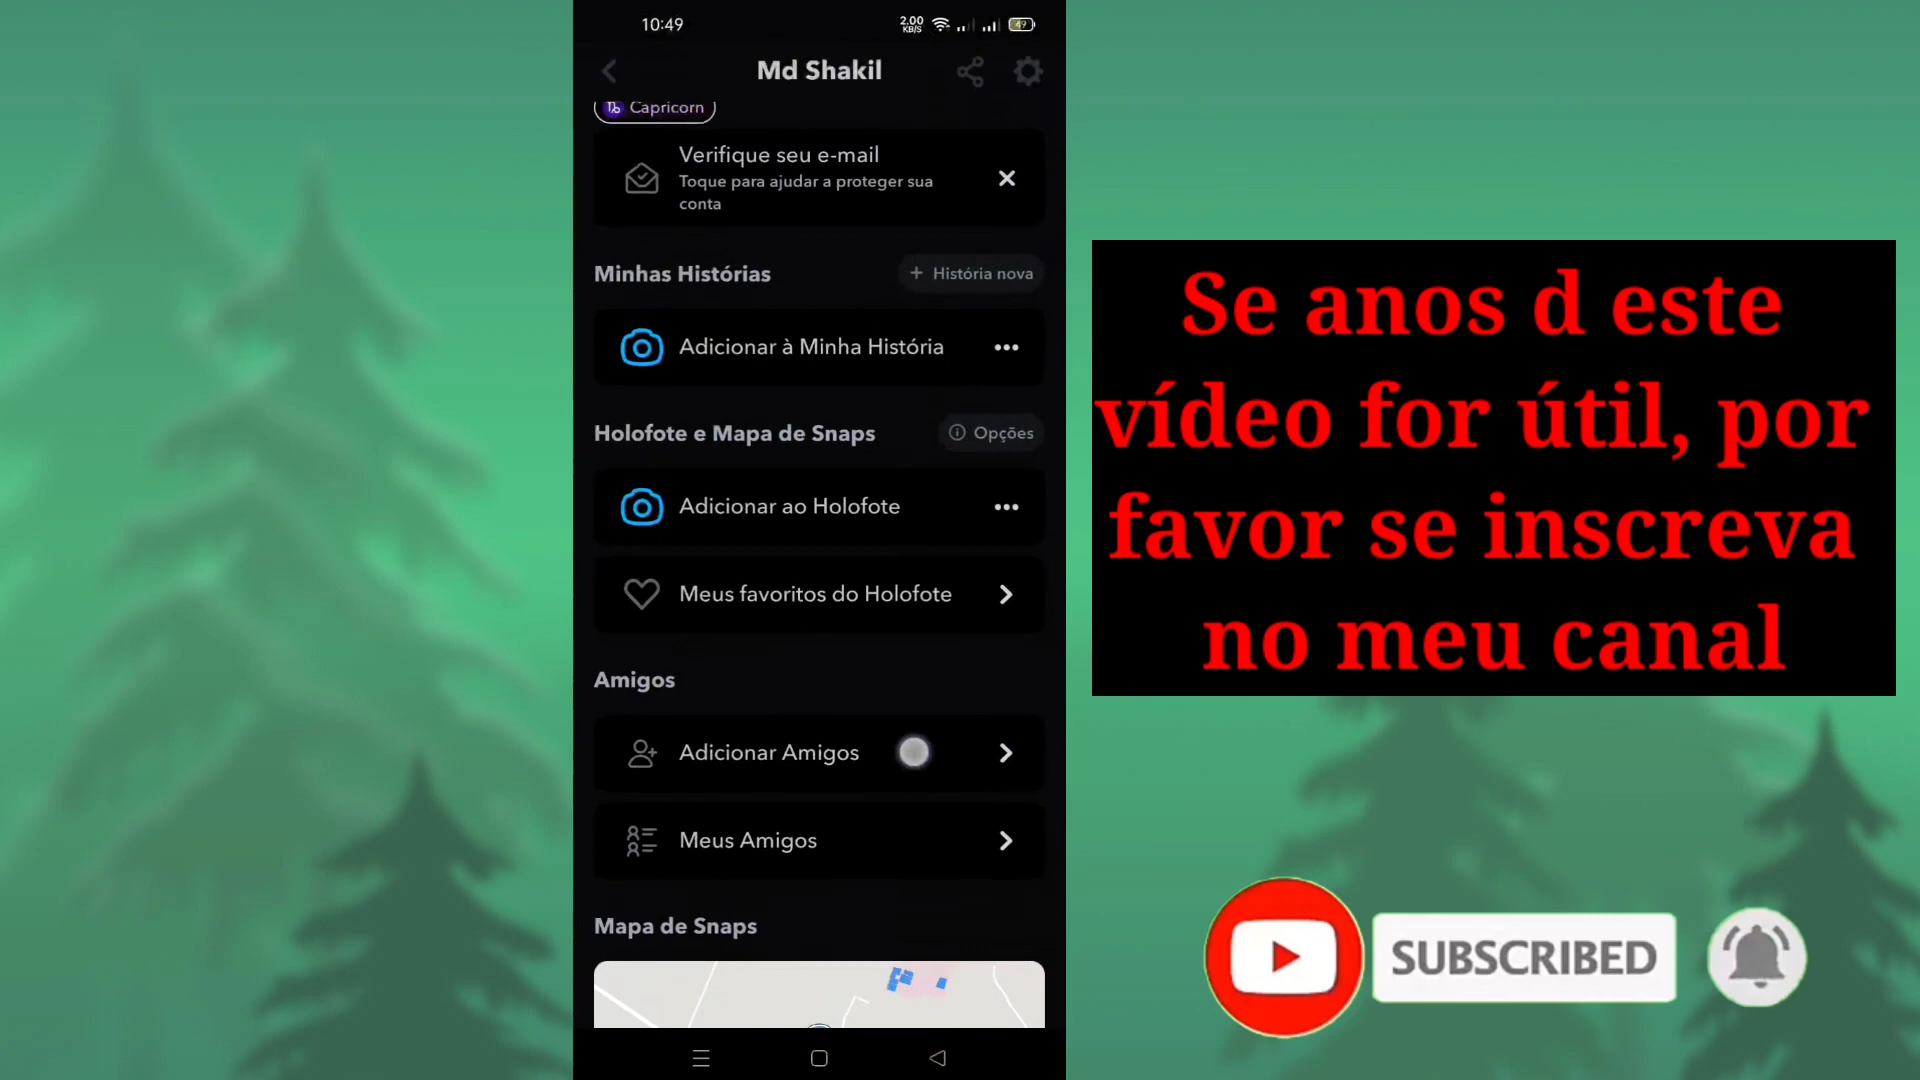 10:49
2.00
KB/S
49
Md Shakil
Capricorn
Verifique seu e-mail
Toque para ajudar a proteger sua
conta
Minhas Histórias
+ História nova
Adicionar à Minha História
Holofote e Mapa de Snaps
Opções
Adicionar ao Holofote
Meus favoritos do Holofote
Amigos
Adicionar Amigos
Meus Amigos
Mapa de Snaps
Se anos d este
vídeo for útil, por
favor se inscreva
no meu canal
SUBSCRIBED